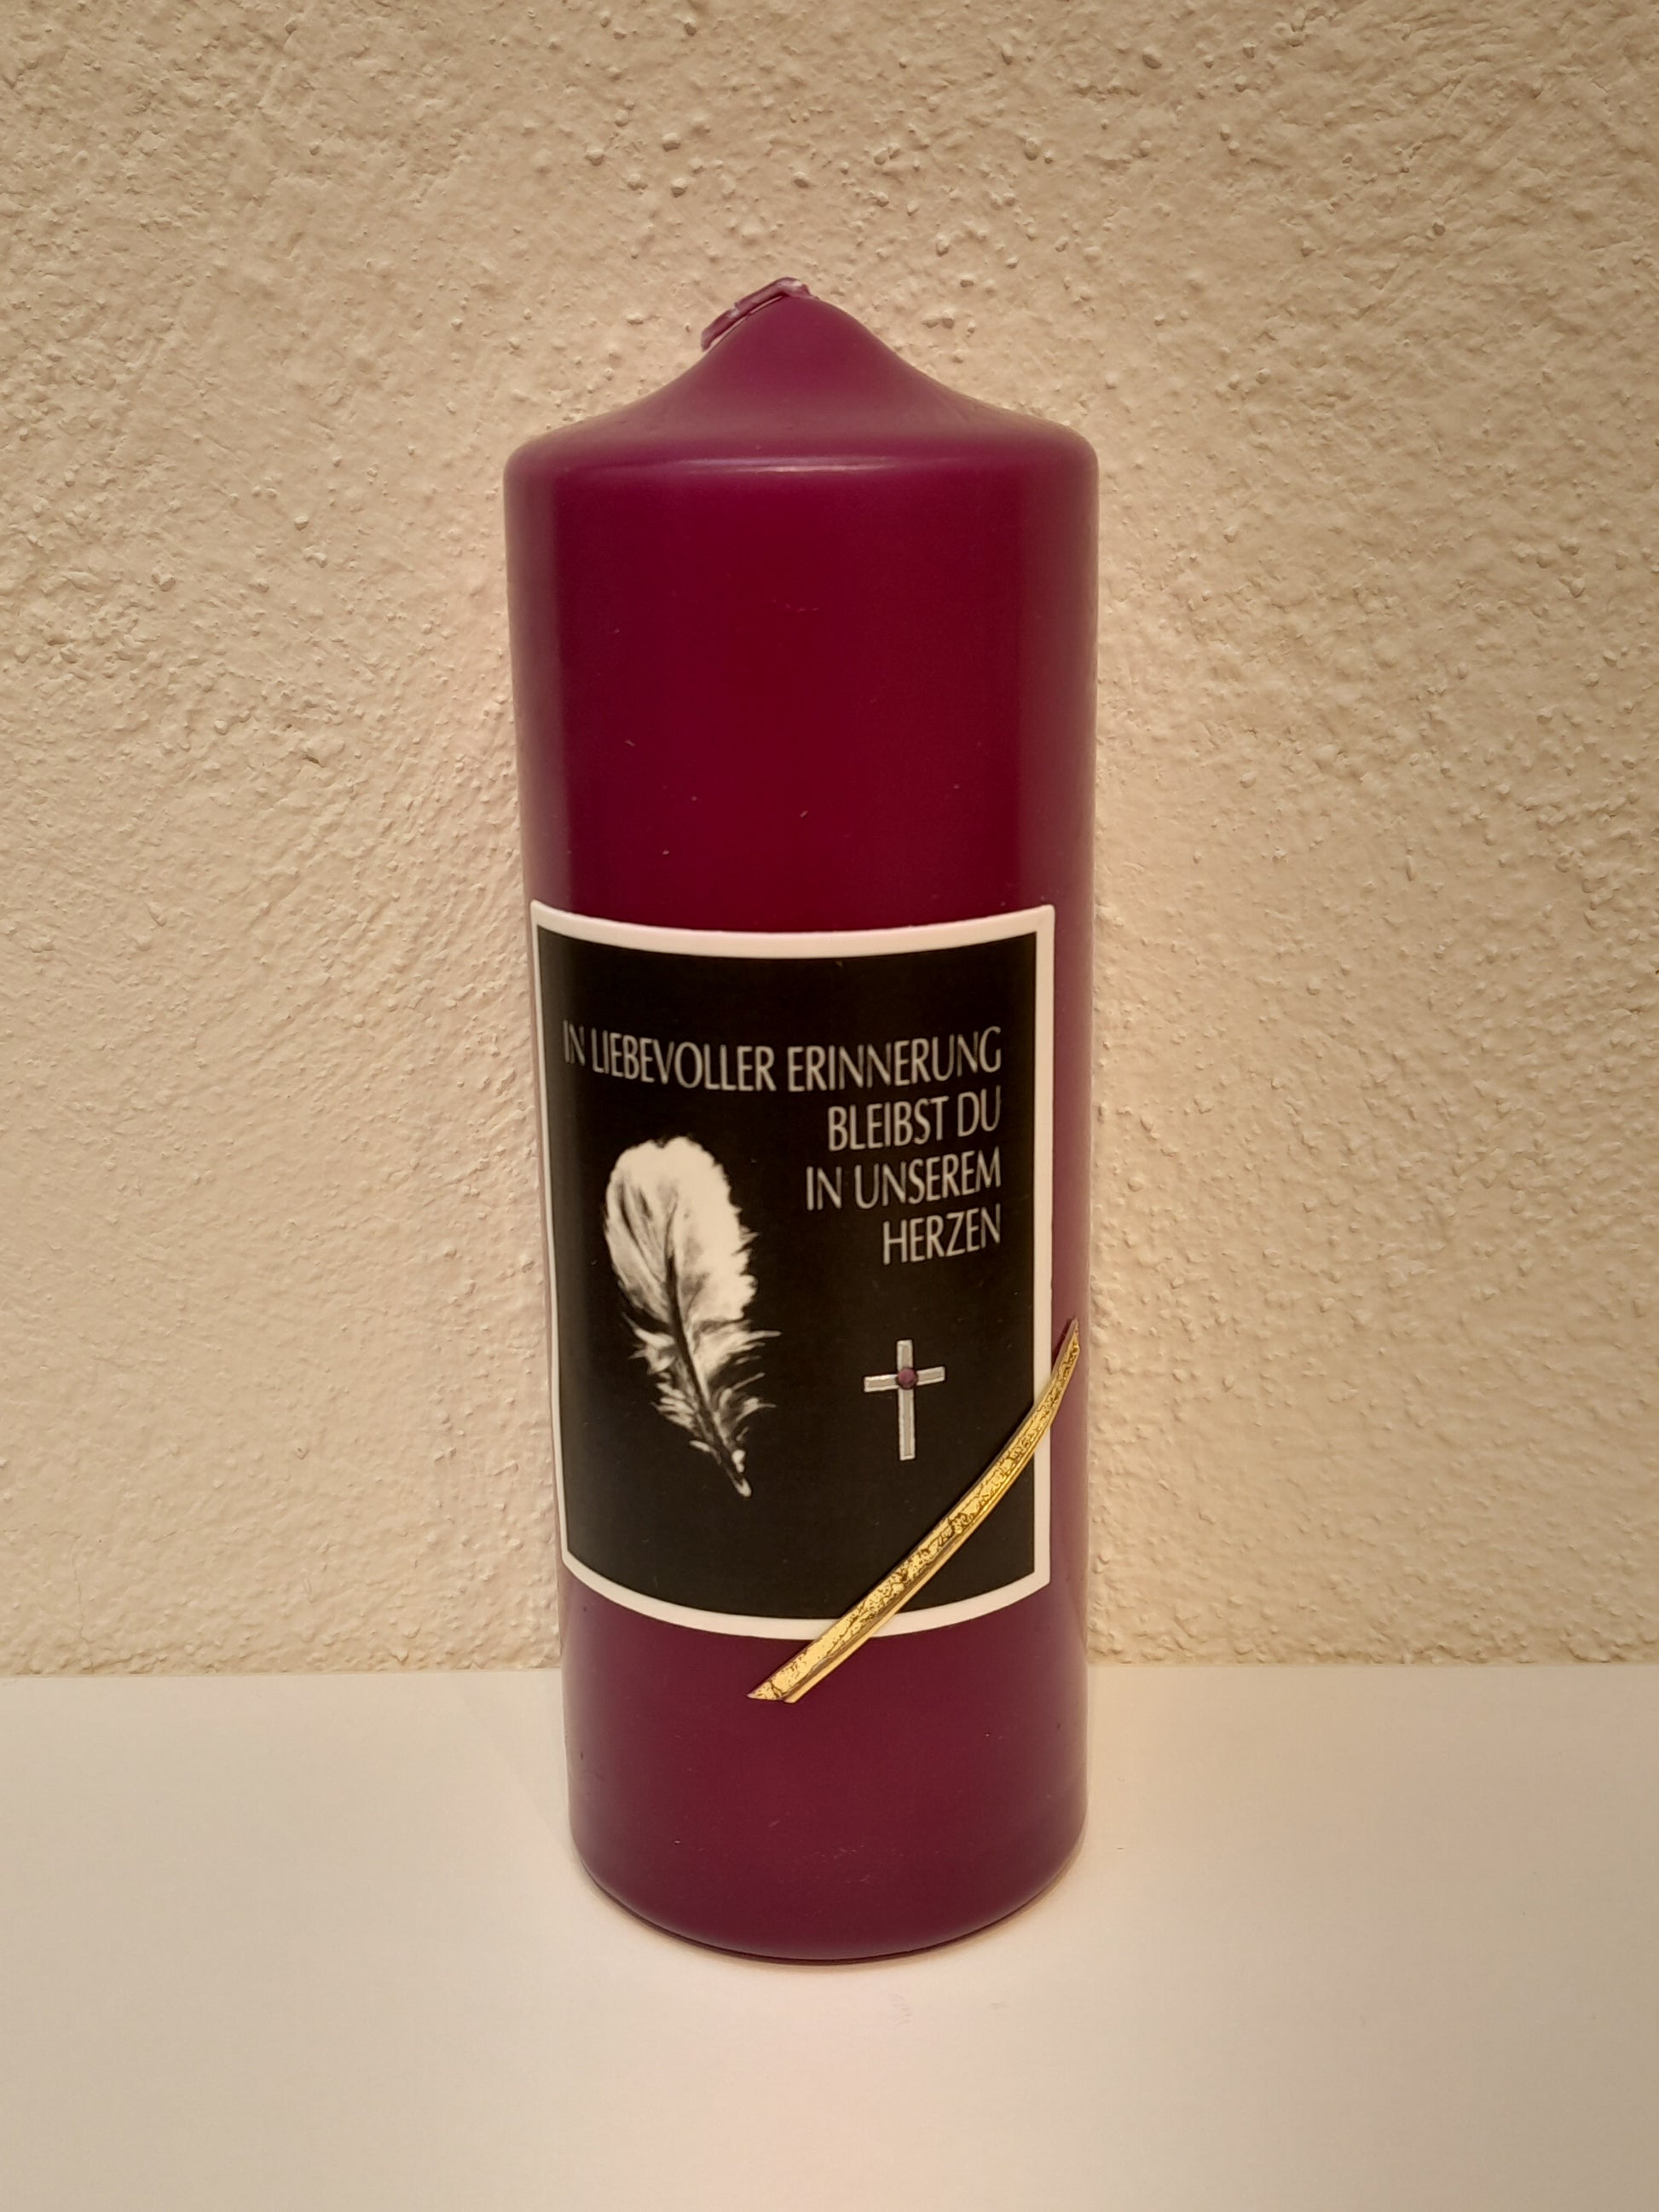 IN LIEBEVOLLER ERINNERUNG
BLEIBST DU
IN UNSEREM
HERZEN